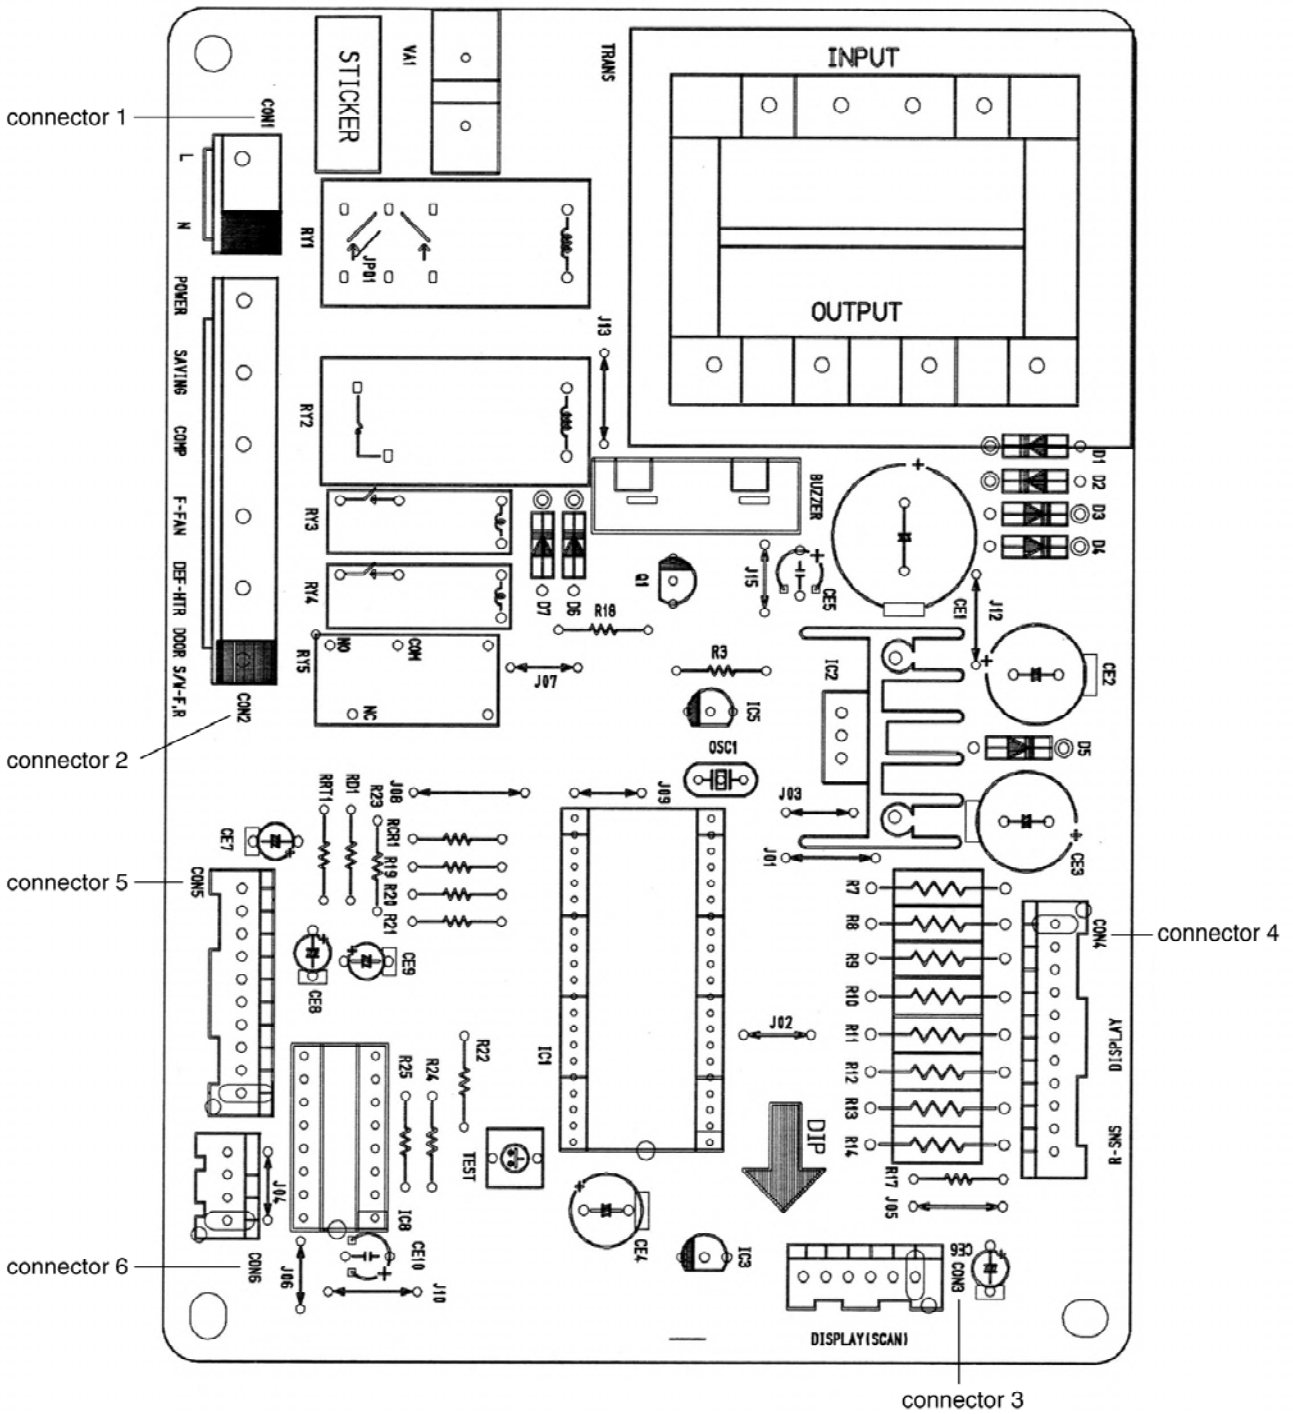 INPUT
OUTPUT
TRANS
VA1
STICKER
connector 1
CON1
L
N
RY1
JP01
POWER
SAVING
COMP
F-FAN
DEF-HTR
DOOR S/W-F,R
J13
RY2
RY3
RY4
RY5
NO
COM
NC
BUZZER
D1
D2
D3
D4
D7
D6
Q1
J15
CE5
CE1
J12
R18
R3
J07
IC2
CE2
IC5
CON2
connector 2
OSC1
D5
RRT1
RD1
R23
J08
J09
J03
J01
CE3
CE7
RCR1
R19
R20
R21
connector 5
CON5
R7
R8
R9
R10
R11
R12
R13
R14
CON4
connector 4
CE8
CE9
DISPLAY
SNS-R
J02
IC1
R22
R25
R24
TEST
DIP
R17
J05
J04
IC8
CE4
IC3
CE6
CON3
CON6
connector 6
J06
CE10
J10
DISPLAY(SCAN)
connector 3